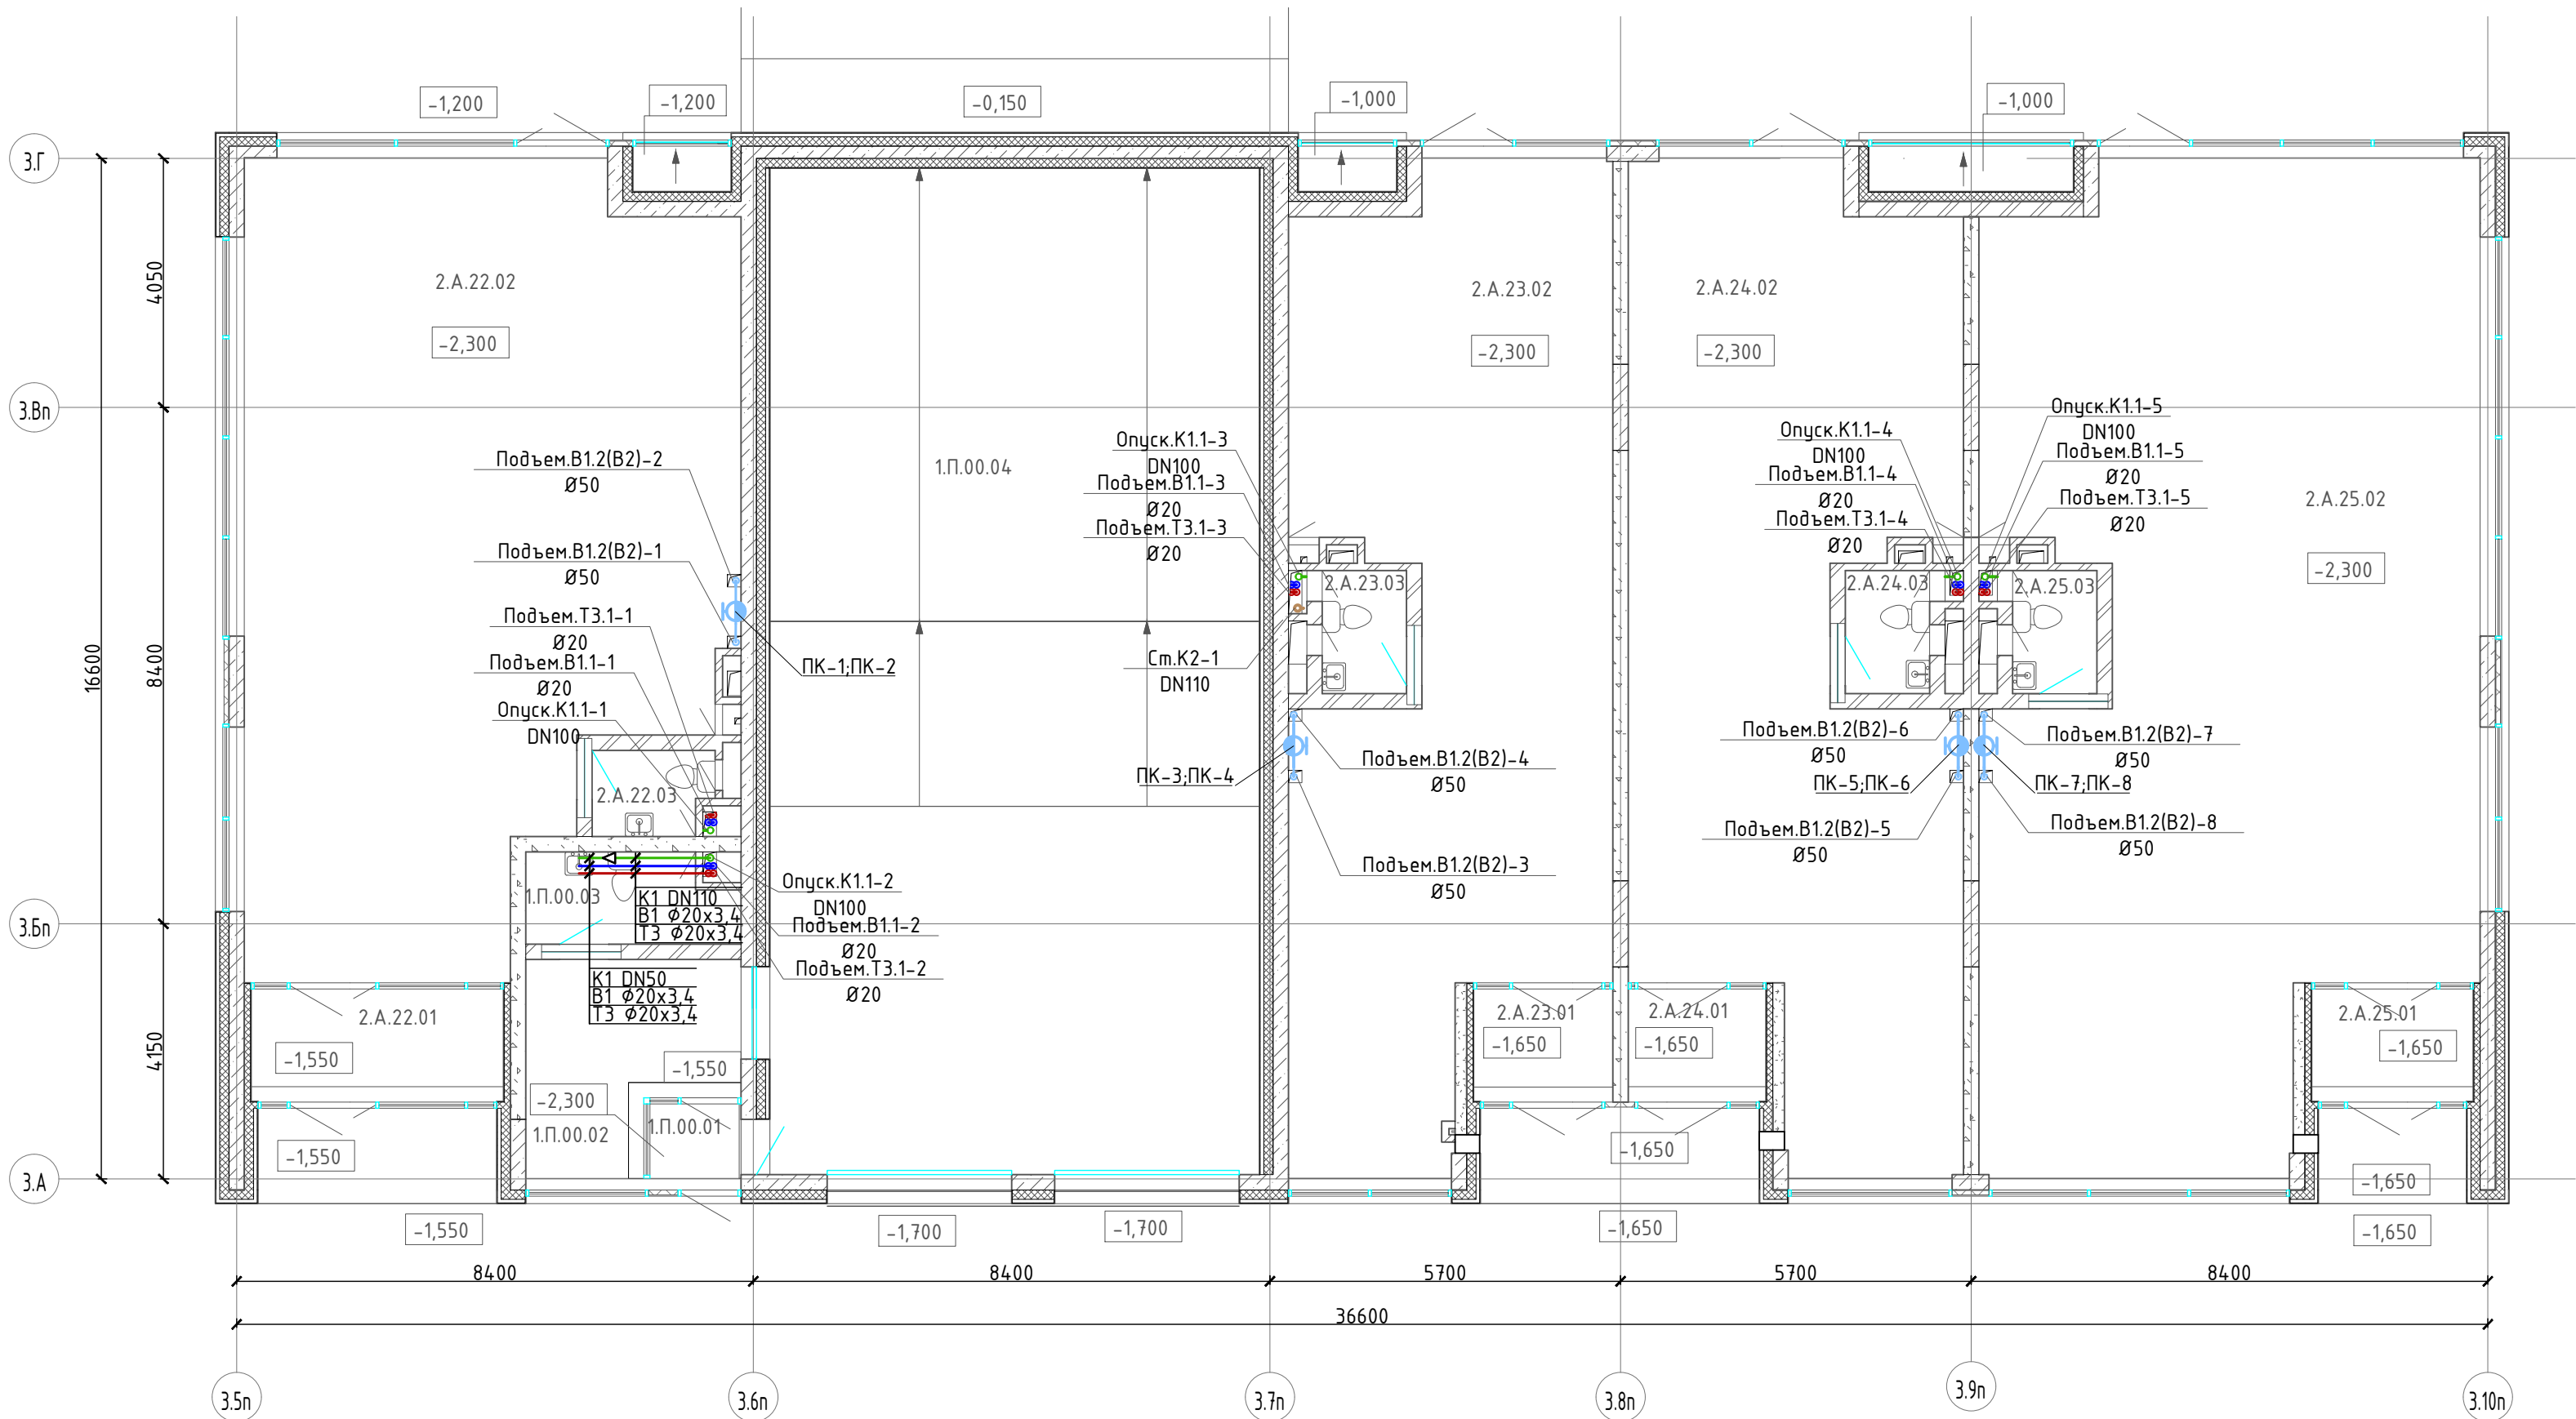 -1,200
-1,200
-0,150
-1,000
-1,000
3.Г
4050
2.А.22.02
-2,300
2.А.23.02
-2,300
2.А.24.02
-2,300
3.Вп
Подъем.В1.2(В2)-2
Ø50
Подъем.В1.2(В2)-1
Ø50
Подъем.Т3.1-1
Ø20
Подъем.В1.1-1
Ø20
Опуск.К1.1-1
DN100
ПК-1;ПК-2
1.П.00.04
Опуск.К1.1-3
DN100
Подъем.В1.1-3
Ø20
Подъем.Т3.1-3
Ø20
Ст.К2-1
DN110
2.А.23.03
ПК-3;ПК-4
Подъем.В1.2(В2)-4
Ø50
Подъем.В1.2(В2)-3
Ø50
Опуск.К1.1-4
DN100
Подъем.В1.1-4
Ø20
Подъем.Т3.1-4
Ø20
Опуск.К1.1-5
DN100
Подъем.В1.1-5
Ø20
Подъем.Т3.1-5
Ø20
2.А.25.02
-2,300
2.А.24.03
2.А.25.03
Подъем.В1.2(В2)-6
Ø50
ПК-5;ПК-6
Подъем.В1.2(В2)-5
Ø50
Подъем.В1.2(В2)-7
Ø50
ПК-7;ПК-8
Подъем.В1.2(В2)-8
Ø50
16600
8400
2.А.22.03
1.П.00.03
К1 DN110
В1 Ø20х3,4
Т3 Ø20х3,4
Опуск.К1.1-2
DN100
Подъем.В1.1-2
Ø20
Подъем.Т3.1-2
Ø20
К1 DN50
В1 Ø20х3,4
Т3 Ø20х3,4
3.Бп
4150
2.А.22.01
-1,550
-1,550
-1,550
-2,300
1.П.00.02
1.П.00.01
2.А.23.01
-1,650
2.А.24.01
-1,650
-1,650
2.А.25.01
-1,650
-1,650
3.А
-1,550
-1,700
-1,700
-1,650
-1,650
8400
8400
5700
5700
8400
36600
3.5п
3.6п
3.7п
3.8п
3.9п
3.10п